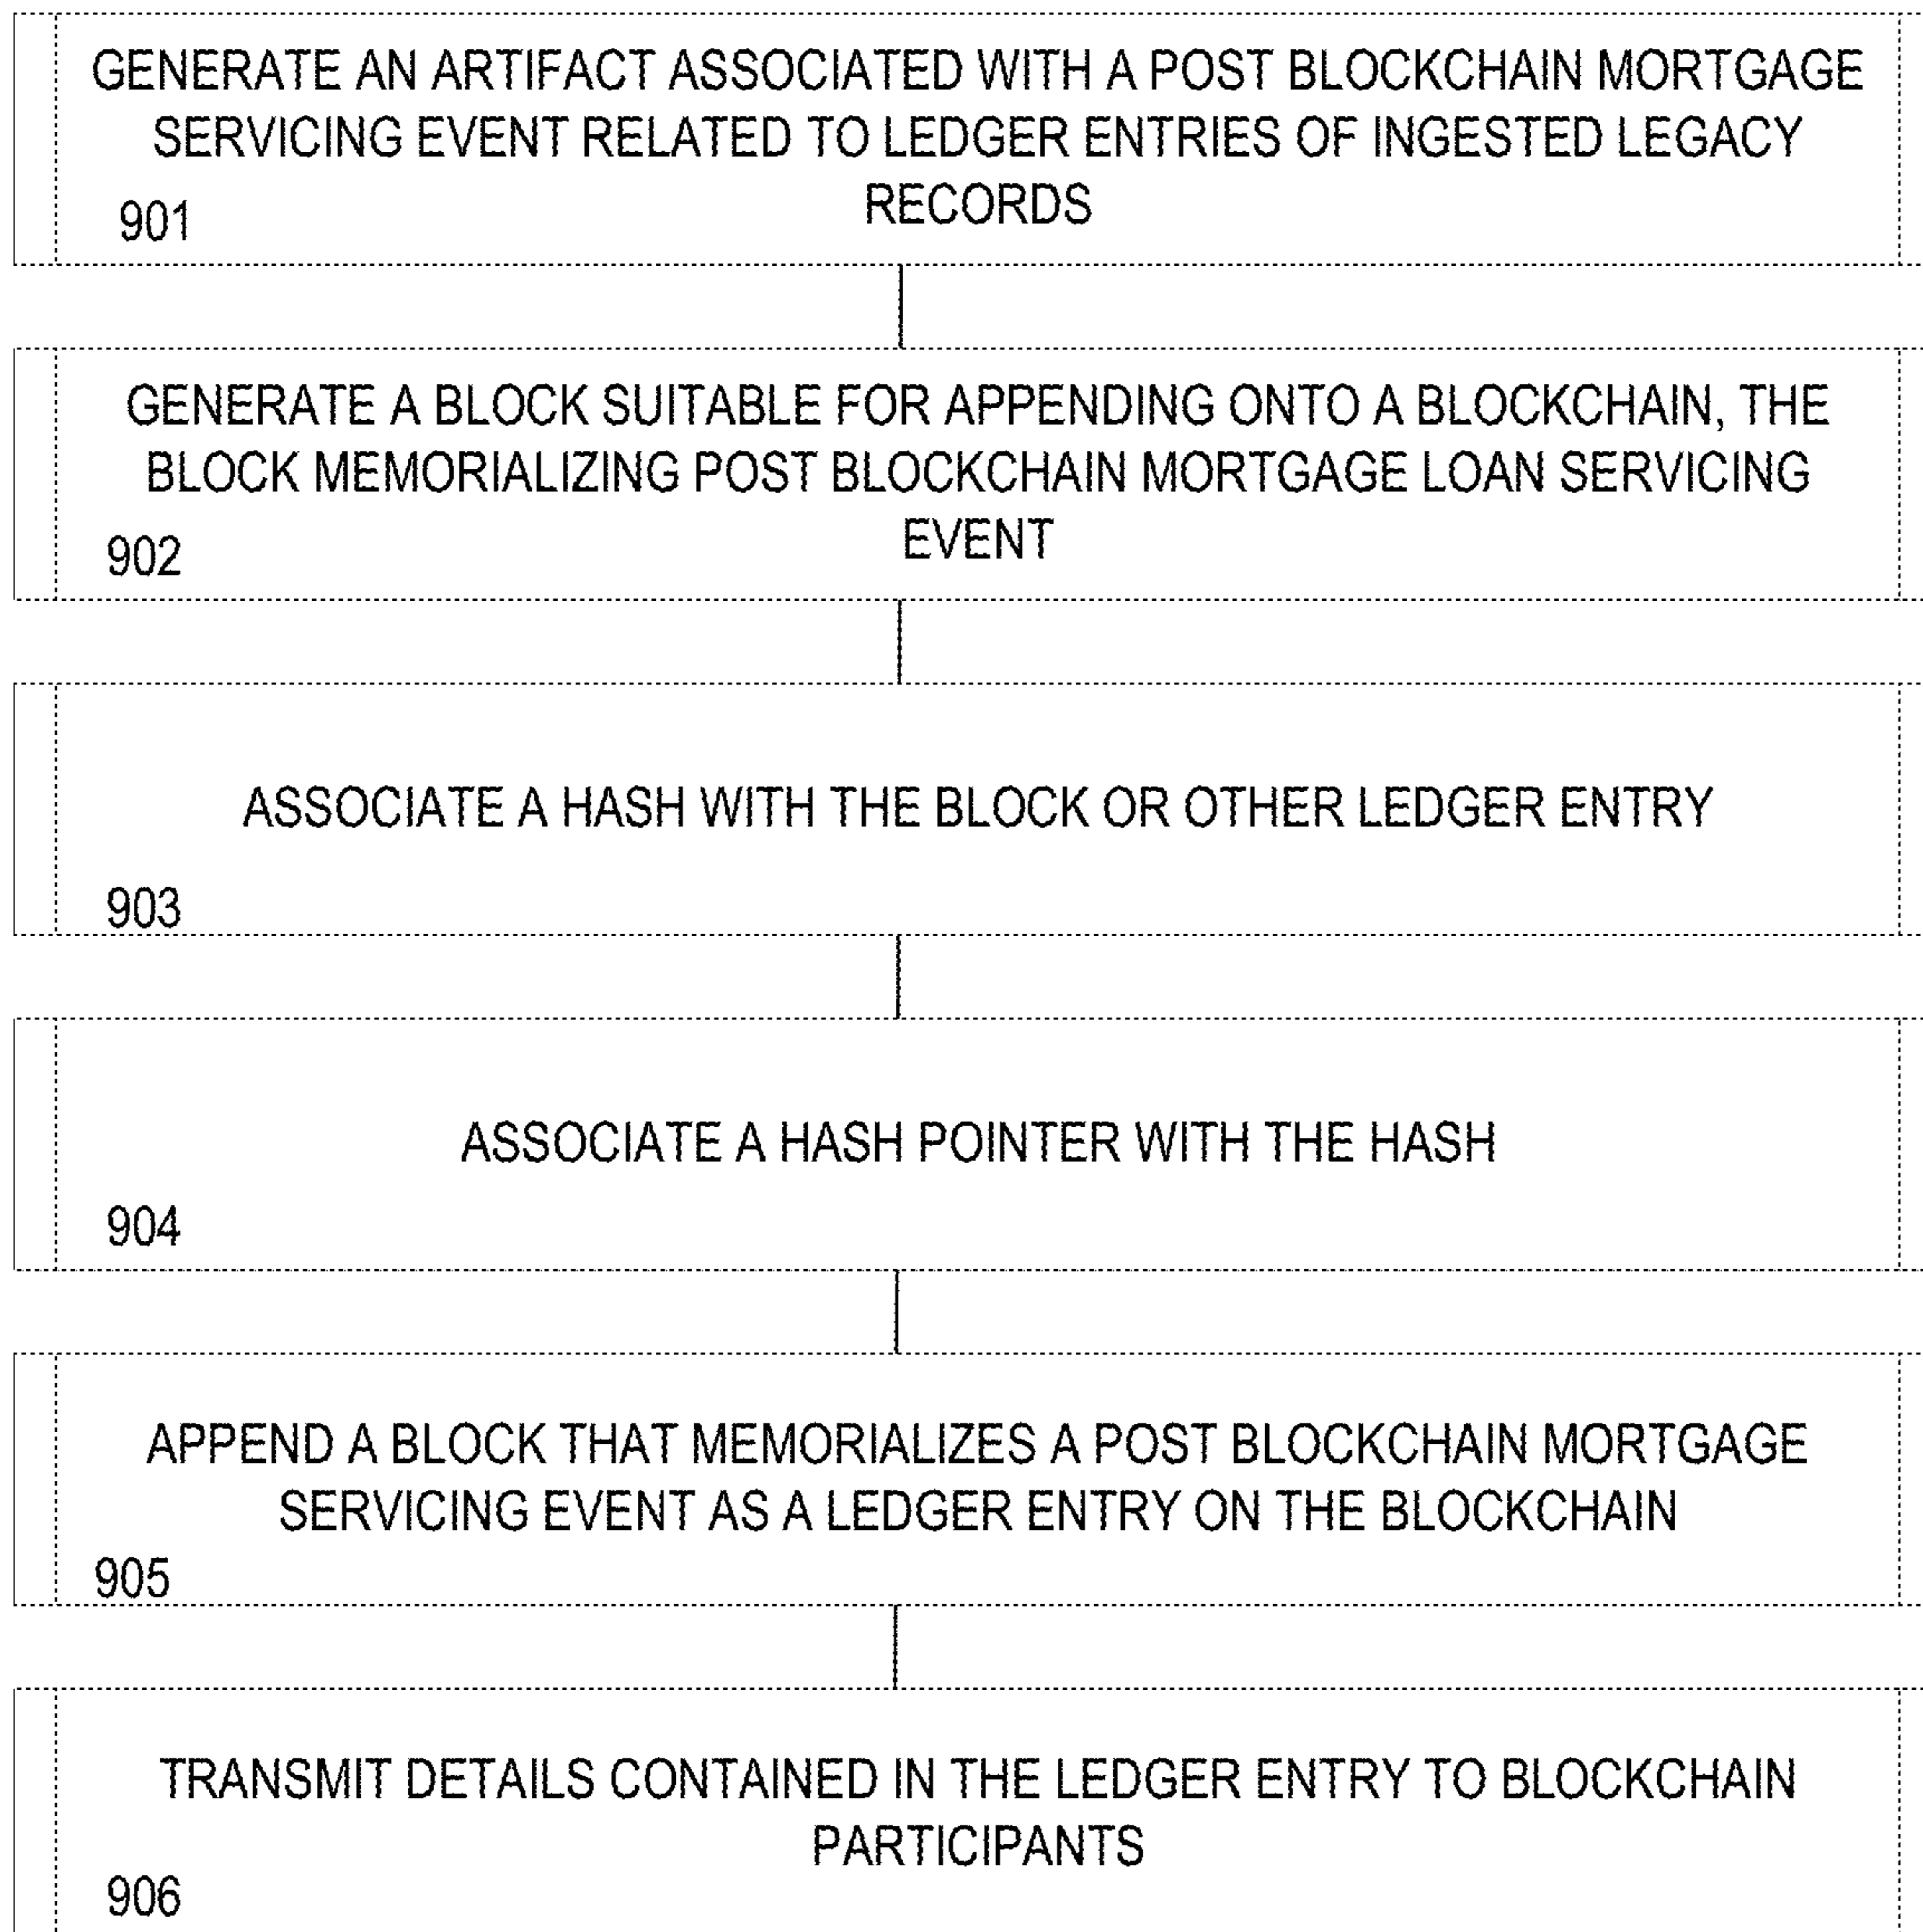 GENERATE AN ARTIFACT ASSOCIATED WITH A POST BLOCKCHAIN MORTGAGE
SERVICING EVENT RELATED TO LEDGER ENTRIES OF INGESTED LEGACY
RECORDS
901
GENERATE A BLOCK SUITABLE FOR APPENDING ONTO A BLOCKCHAIN, THE
BLOCK MEMORIALIZING POST BLOCKCHAIN MORTGAGE LOAN SERVICING
EVENT
902
ASSOCIATE A HASH WITH THE BLOCK OR OTHER LEDGER ENTRY
903
ASSOCIATE A HASH POINTER WITH THE HASH
904
APPEND A BLOCK THAT MEMORIALIZES A POST BLOCKCHAIN MORTGAGE
SERVICING EVENT AS A LEDGER ENTRY ON THE BLOCKCHAIN
905
TRANSMIT DETAILS CONTAINED IN THE LEDGER ENTRY TO BLOCKCHAIN
PARTICIPANTS
906